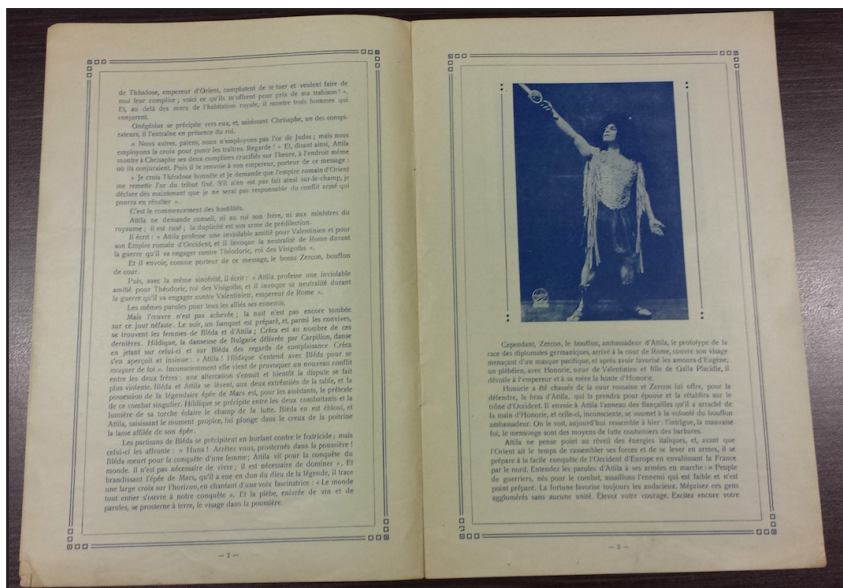 de Théodose, empereur d'Orient, complotent de te tuer et veulent faire de
moi leur complice ; voici ce qu'ils m'offrent pour prix de ma trahison ! ».
Et, au delà des murs de l'habitation royale, il montre trois hommes qui
conjurent.
Onégésius se précipite vers eux, et, saisissant Chrisaphe, un des conspi-
rateurs, il l'entraîne en présence du roi.
« Nous autres, païens, nous n'employons pas l'or de Judas ; mais nous
employons la croix pour punir les traîtres. Regarde ! » Et, disant ainsi, Attila
montre à Chrisaphe ses deux complices crucifiés sur l'heure, à l'endroit même
où ils conjuraient. Puis il le renvoie à son empereur, porteur de ce message :
« Je crois Théodose honnête et je demande que l'empire romain d'Orient
me remette l'or du tribut fixé. S'il n'en est pas fait ainsi sur-le-champ, je
déclare dès maintenant que je ne serai pas responsable du conflit armé qui
pourra en résulter ».
C'est le commencement des hostilités.
Attila ne demande conseil, ni au roi son frère, ni aux ministres du
royaume ; il est rusé ; la duplicité est son arme de prédilection.
Il écrit : « Attila professe une inviolable amitié pour Valentinien et pour
son Empire romain d'Occident, et il invoque la neutralité de Rome durant
la guerre qu'il va engager contre Théodoric, roi des Visigoths ».
Et il envoie, comme porteur de ce message, le bossu Zercon, bouffon
de cour.
Puis, avec la même sincérité, il écrit : « Attila professe une inviolable
amitié pour Théodoric, roi des Visigoths, et il invoque sa neutralité durant
la guerre qu'il va engager contre Valentinien, empereur de Rome ».
Les mêmes paroles pour tous les alliés ses ennemis.
Mais l'œuvre n'est pas achevée ; la nuit n'est pas encore tombée
sur ce jour néfaste. Le soir, un banquet est préparé, et, parmi les convives,
se trouvent les femmes de Bléda et d'Attila ; Créca est au nombre de ces
dernières. Hildique, la danseuse de Bulgarie délivrée par Carpilion, danse
en jetant sur celui-ci et sur Bléda des regards de complaisance. Créca
s'en aperçoit et insinue : « Attila ! Hildique s'entend avec Bléda pour se
moquer de toi ». Inconsciemment elle vient de provoquer un nouveau conflit
entre les deux frères : une altercation s'ensuit et bientôt la dispute se fait
plus violente. Bléda et Attila se lèvent, aux deux extrémités de la table, et la
possession de la légendaire épée de Mars est, pour les assistants, le prétexte
de ce combat singulier. Hildique se précipite entre les deux combattants et la
lumière de sa torche éclaire le champ de la lutte. Bléda en est ébloui, et
Attila, saisissant le moment propice, lui plonge dans le creux de la poitrine
la lame affilée de son épée.
Les partisans de Bléda se précipitent en hurlant contre le fratricide ; mais
celui-ci les affronte : « Huns ! Arrêtez vous, prosternés dans la poussière !
Bléda meurt pour la conquête d'une femme ; Attila vit pour la conquête du
monde. Il n'est pas nécessaire de vivre ; il est nécessaire de dominer ». Et
brandissant l'épée de Mars, qu'il a eue en don du dieu de la légende, il trace
une large croix sur l'horizon, en chantant d'une voix fascinatrice : « Le monde
tout entier s'ouvre à notre conquête ». Et la plèbe, enivrée de vin et de
paroles, se prosterne à terre, le visage dans la poussière.
— 2 —
Cependant, Zercon, le bouffon, ambassadeur d'Attila, le prototype de la
race des diplomates germaniques, arrivé à la cour de Rome, couvre son visage
menaçant d'un masque pacifique, et après avoir favorisé les amours d'Eugène,
un plébéien, avec Honorie, sœur de Valentinien et fille de Galla Placidie, il
dévoile à l'empereur et à sa mère la honte d'Honorie.
Honorie a été chassée de la cour romaine et Zercon lui offre, pour la
défendre, le bras d'Attila, qui la prendra pour épouse et la rétablira sur le
trône d'Occident. Il envoie à Attila l'anneau des fiançailles qu'il a arraché de
la main d'Honorie, et celle-ci, inconsciente, se soumet à la volonté du bouffon
ambassadeur. On le voit, aujourd'hui ressemble à hier : l'intrigue, la mauvaise
foi, le mensonge sont des moyens de lutte coutumiers des barbares.
Attila ne pense point au réveil des énergies italiques, et, avant que
l'Orient ait le temps de rassembler ses forces et de se lever en armes, il se
prépare à la facile conquête de l'Occident d'Europe en envahissant la France
par le nord. Entendez les paroles d'Attila à ses armées en marche : « Peuple
de guerriers, nés pour le combat, assaillons l'ennemi qui est faible et n'est
point préparé. La fortune favorise toujours les audacieux. Méprisez ces gens
agglomérés sans aucune unité. Élevez votre courage. Excitez encore votre
— 3 —